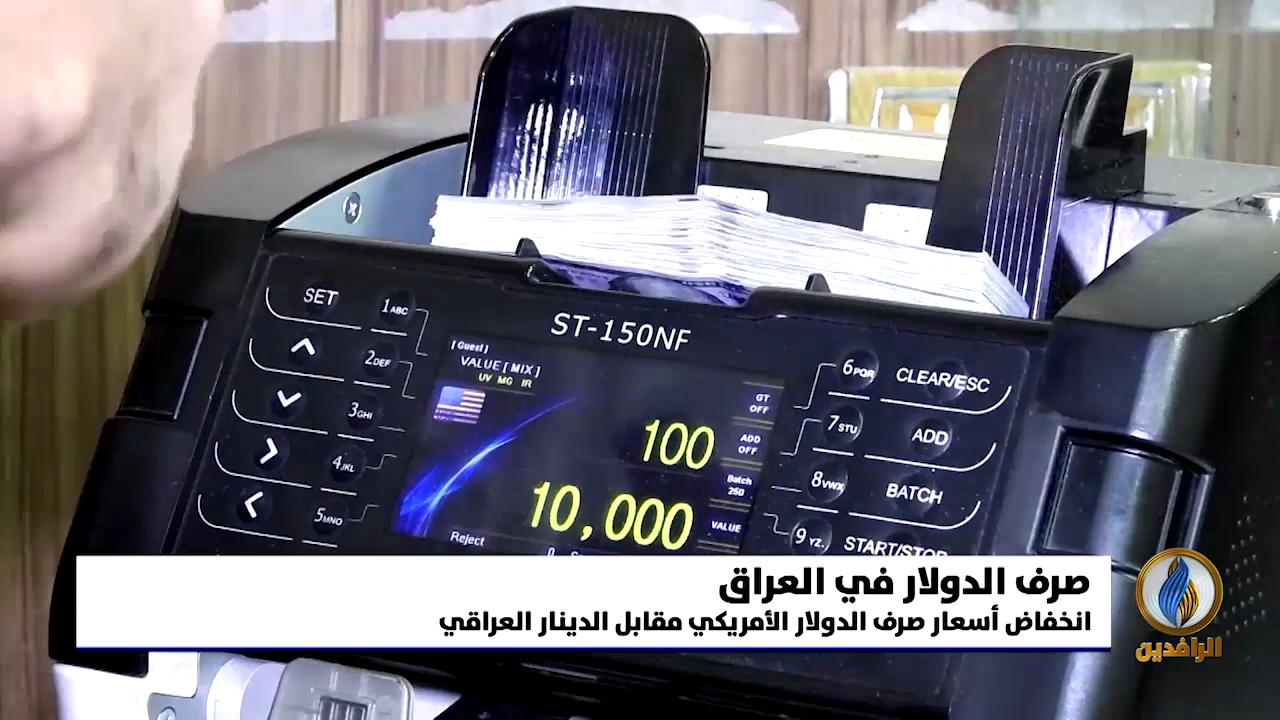 ST-150NF
SET
1ABC
2DEF
3GHI
4JKL
5MNO
[ Guest ]
VALUE [ MIX ]
UV MG IR
100
10,000
GT
OFF
ADD
OFF
Batch
250
VALUE
Reject
0
6PQR
CLEAR/ESC
7STU
ADD
8VWX
BATCH
9YZ.
START/STOP
صرف الدولار في العراق
انخفاض أسعار صرف الدولار الأمريكي مقابل الدينار العراقي
الرافدين